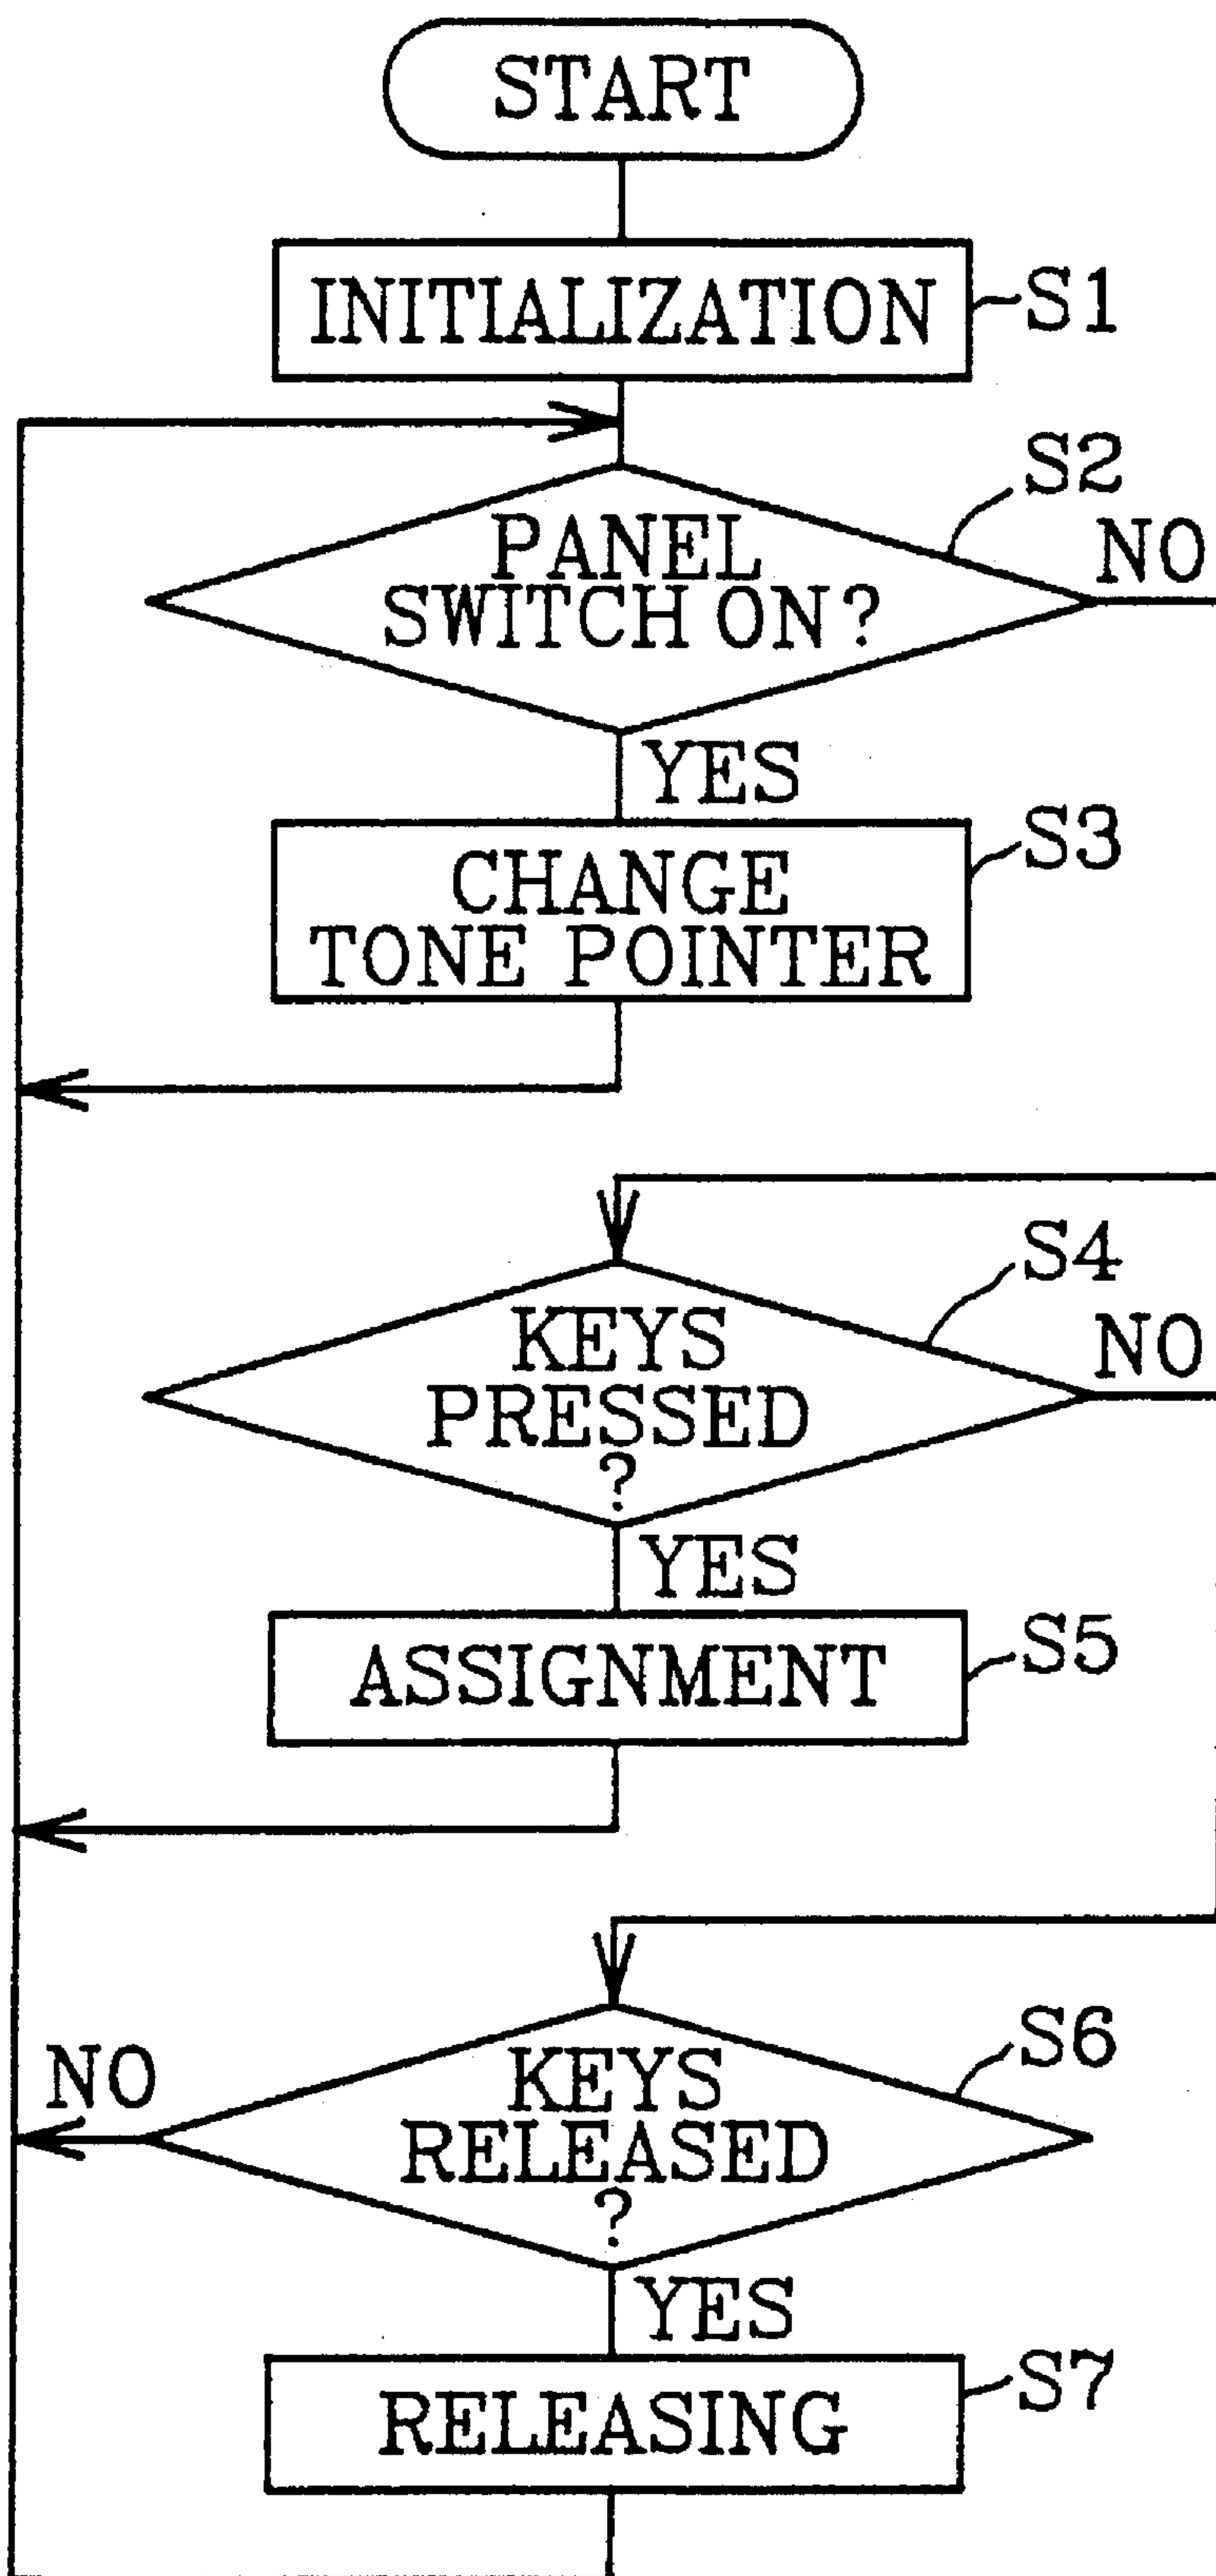 START
INITIALIZATION
S1
S2
PANEL
SWITCH ON?
NO
YES
S3
CHANGE
TONE POINTER
S4
KEYS
PRESSED
?
NO
YES
ASSIGNMENT
S5
S6
KEYS
RELEASED
?
NO
YES
S7
RELEASING